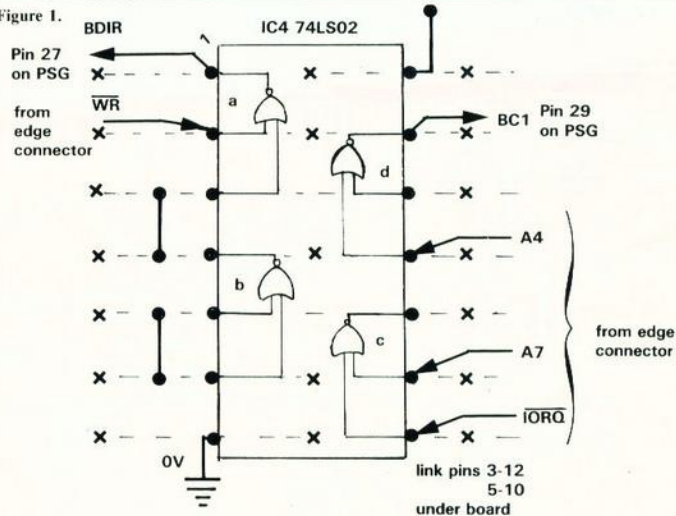 Figure 1.
BDIR
IC4 74LS02
1
Pin 27
on PSG
WR
from
edge
connector
a
BC1 Pin 29
on PSG
d
A4
b
c
from edge
connector
A7
IORQ
0V
link pins 3-12
5-10
under board